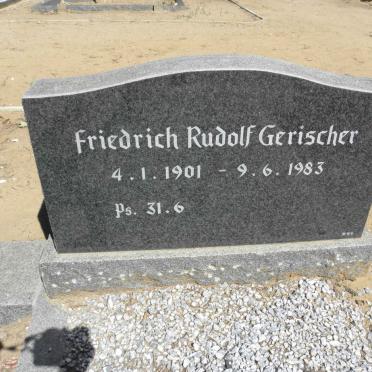 Friedrich Rudolf Gerischer
4.1.1901 - 9.6.1983
Ps. 31.6